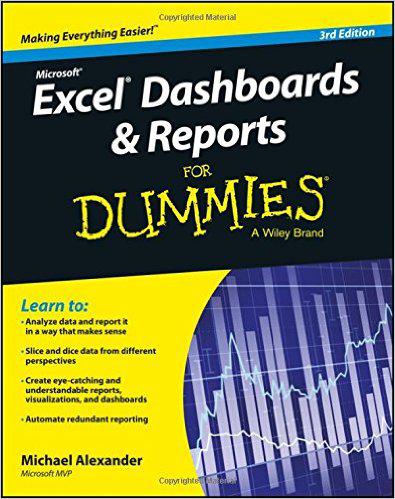 Copyrighted Material
Making Everything Easier!™
3rd Edition
Microsoft®
Excel® Dashboards
& Reports
FOR
DUMMIES®
A Wiley Brand
Learn to:
• Analyze data and report it
in a way that makes sense
• Slice and dice data from different
perspectives
• Create eye-catching and
understandable reports,
visualizations, and dashboards
• Automate redundant reporting
Michael Alexander
Microsoft MVP
Copyrighted Material